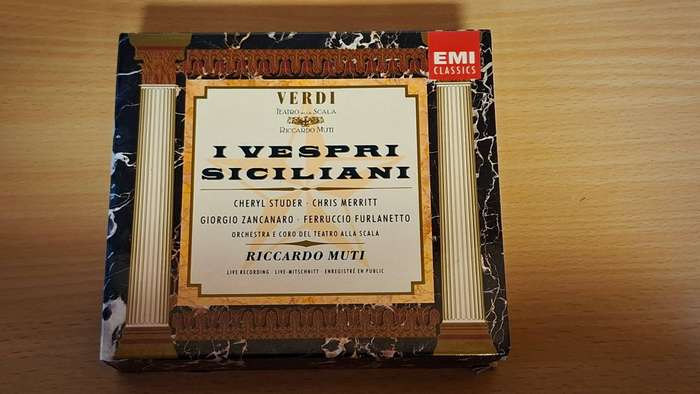 EMI
CLASSICS
VERDI
TEATRO ALLA SCALA
RICCARDO MUTI
I VESPRI
SICILIANI
CHERYL STUDER · CHRIS MERRITT
GIORGIO ZANCANARO · FERRUCCIO FURLANETTO
ORCHESTRA E CORO DEL TEATRO ALLA SCALA
RICCARDO MUTI
LIVE RECORDING · LIVE-MITSCHNITT · ENREGISTRÉ EN PUBLIC